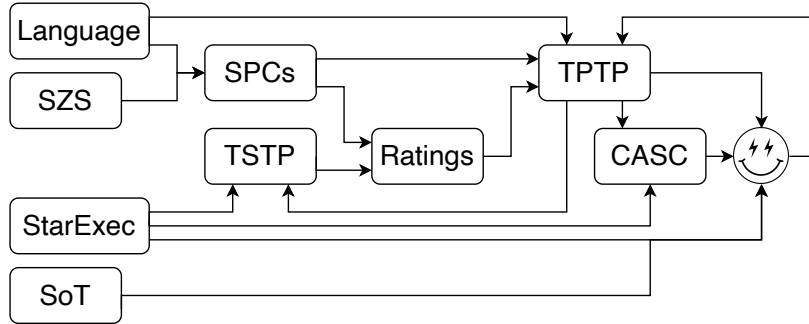 Language
SZS
SPCs
TPTP
TSTP
Ratings
CASC
StarExec
SoT